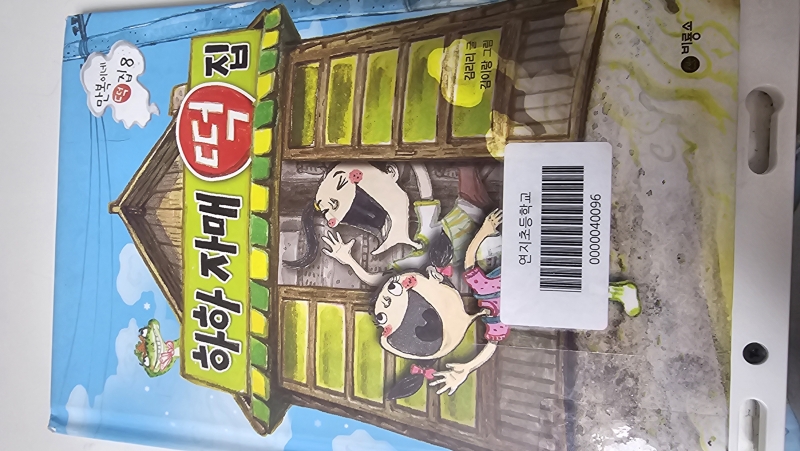 만복이네
떡 집 8
하하 자매 떡 집
김리리 글
김이랑 그림
비룡소
연지초등학교
0000040096